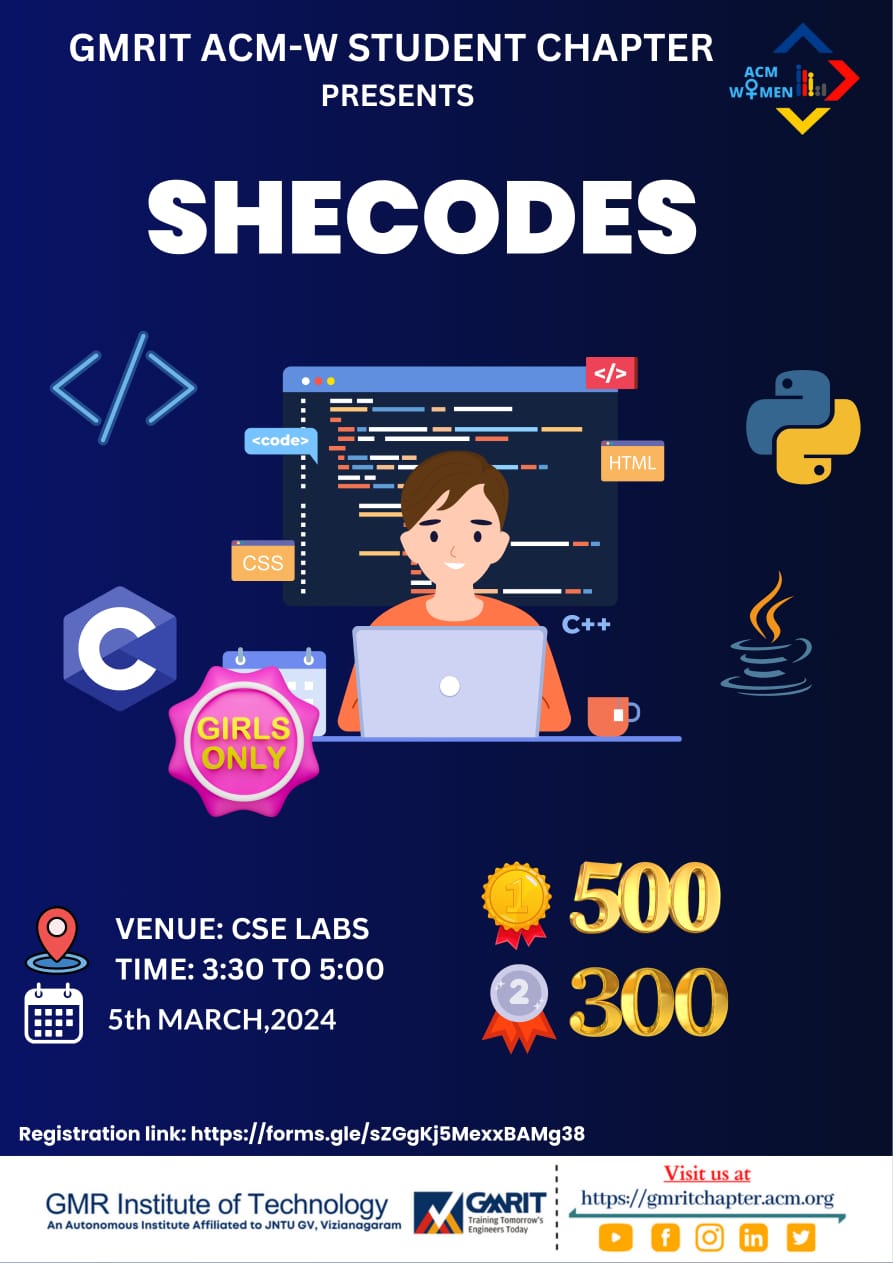 GMRIT ACM-W STUDENT CHAPTER
PRESENTS
ACM
WOMEN
SHECODES
</>
</>
<code>
HTML
CSS
C++
C
GIRLS
ONLY
1
500
VENUE: CSE LABS
TIME: 3:30 TO 5:00
2
300
5th MARCH,2024
Registration link: https://forms.gle/sZGgKj5MexxBAMg38
GMR Institute of Technology
An Autonomous Institute Affiliated to JNTU GV, Vizianagaram
GMRIT
Training Tomorrow's
Engineers Today
Visit us at
https://gmritchapter.acm.org